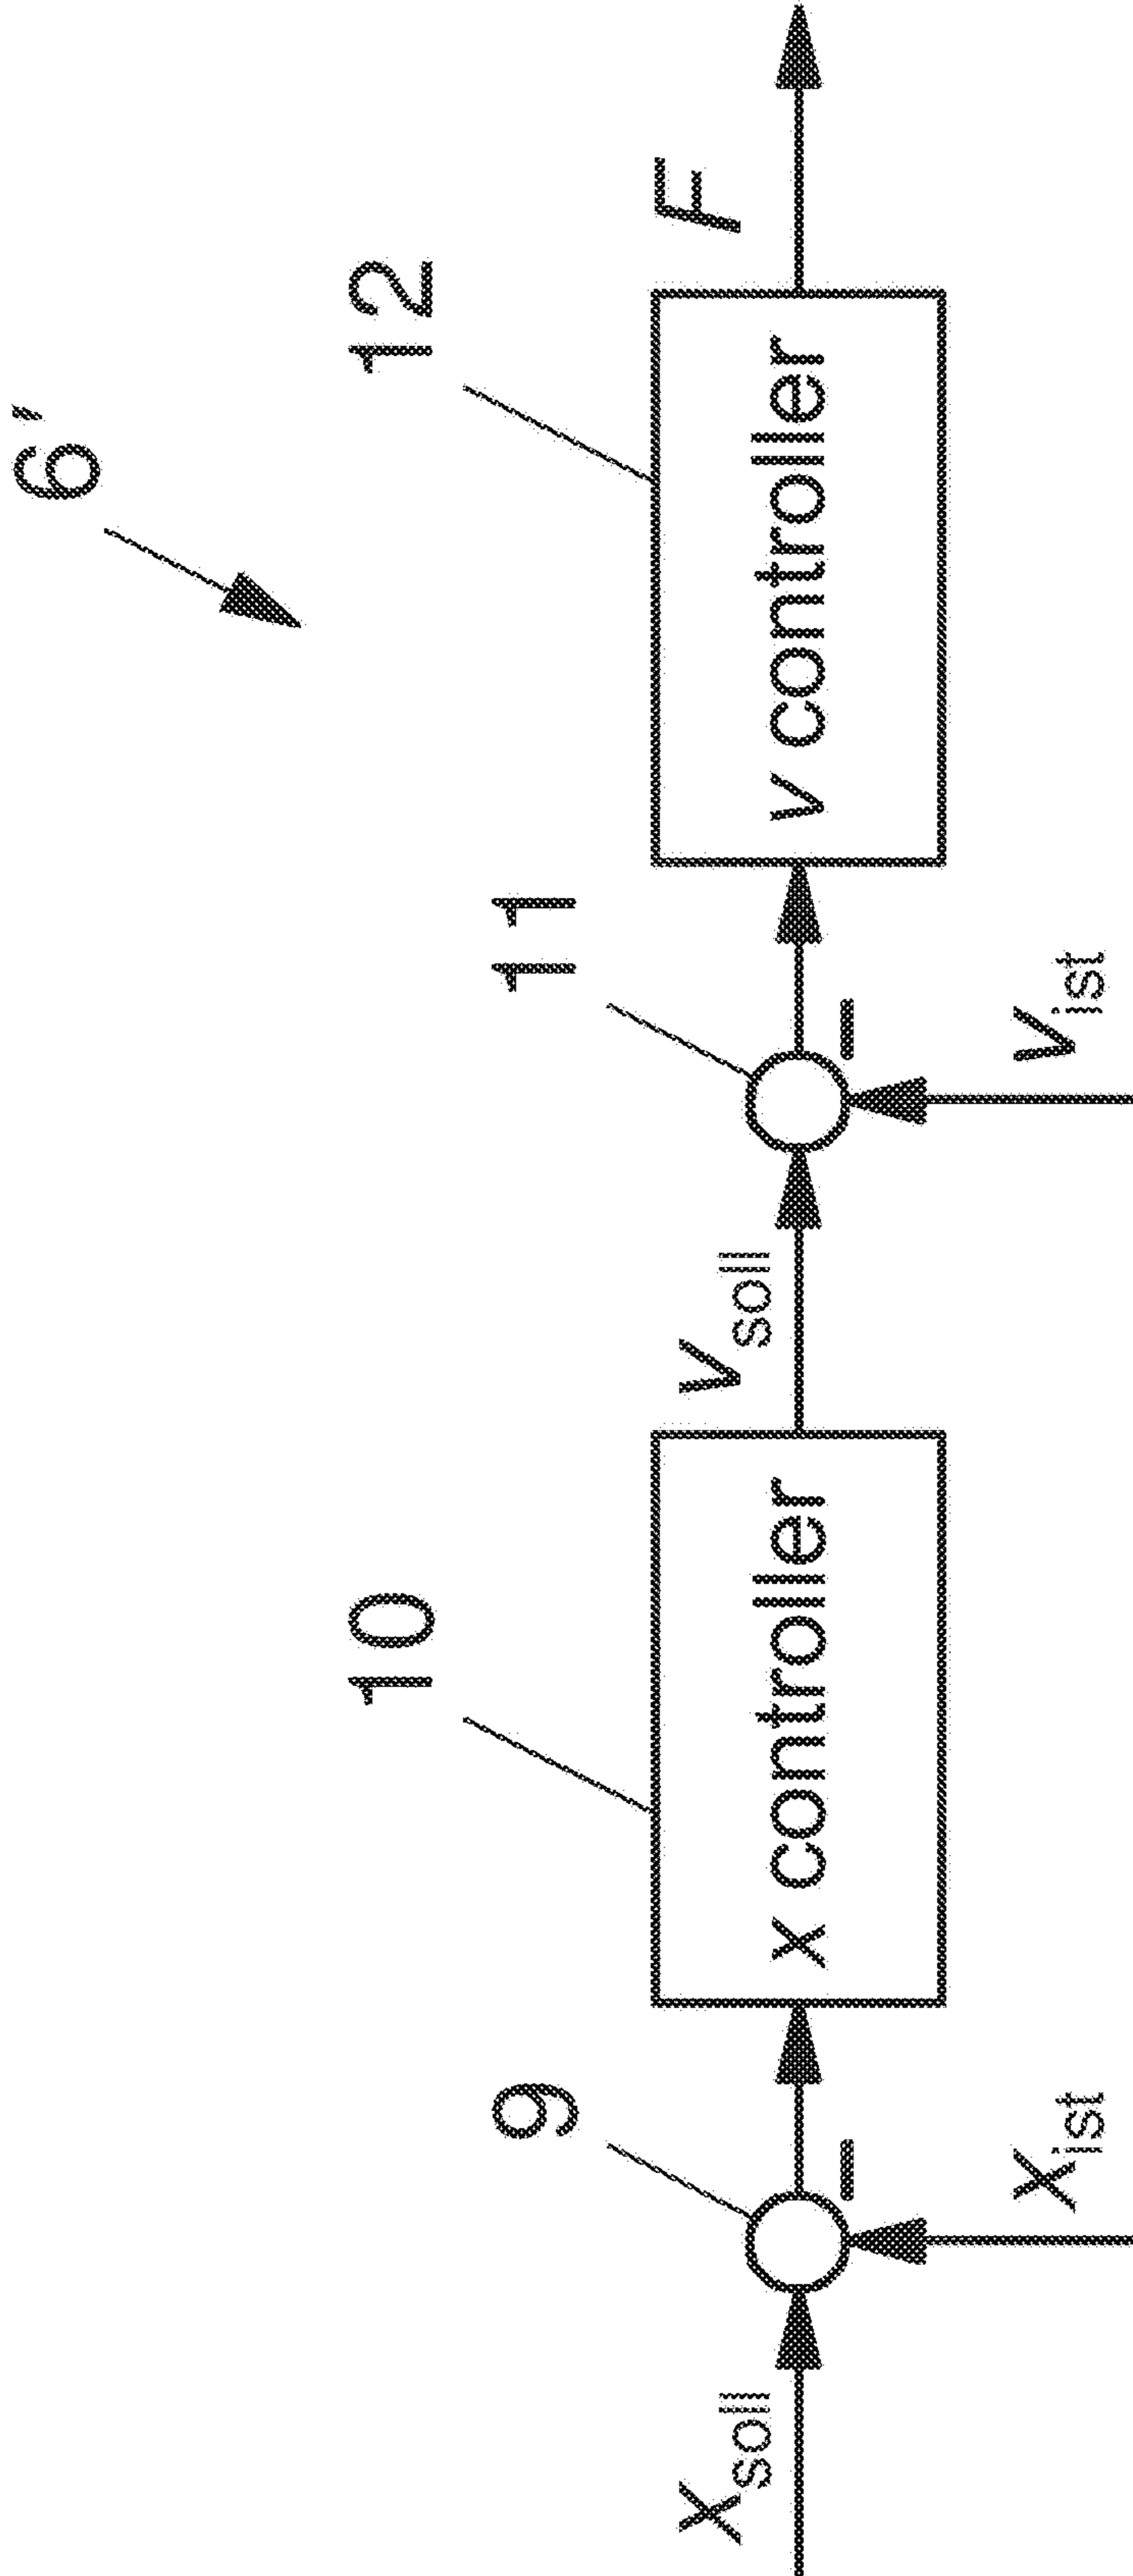 6'
9
10
11
12
x_soll
x controller
v_soll
v controller
F
x_ist
v_ist